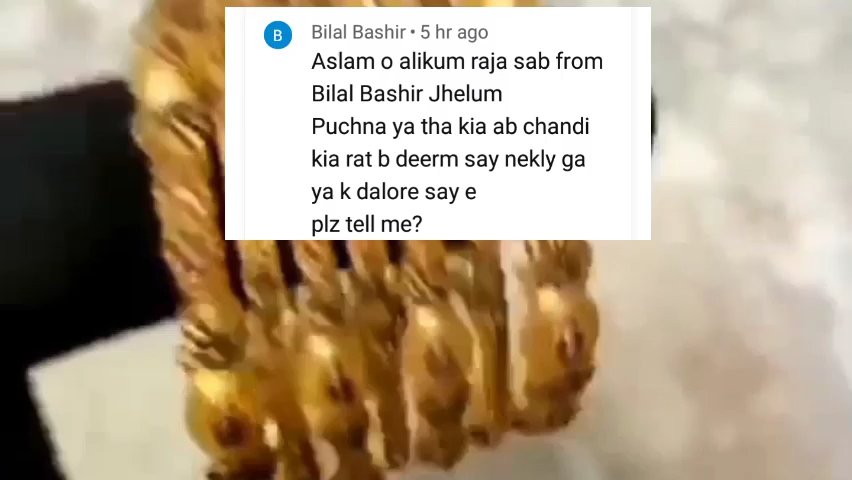 B
Bilal Bashir • 5 hr ago
Aslam o alikum raja sab from
Bilal Bashir Jhelum
Puchna ya tha kia ab chandi
kia rat b deerm say nekly ga
ya k dalore say e
plz tell me?